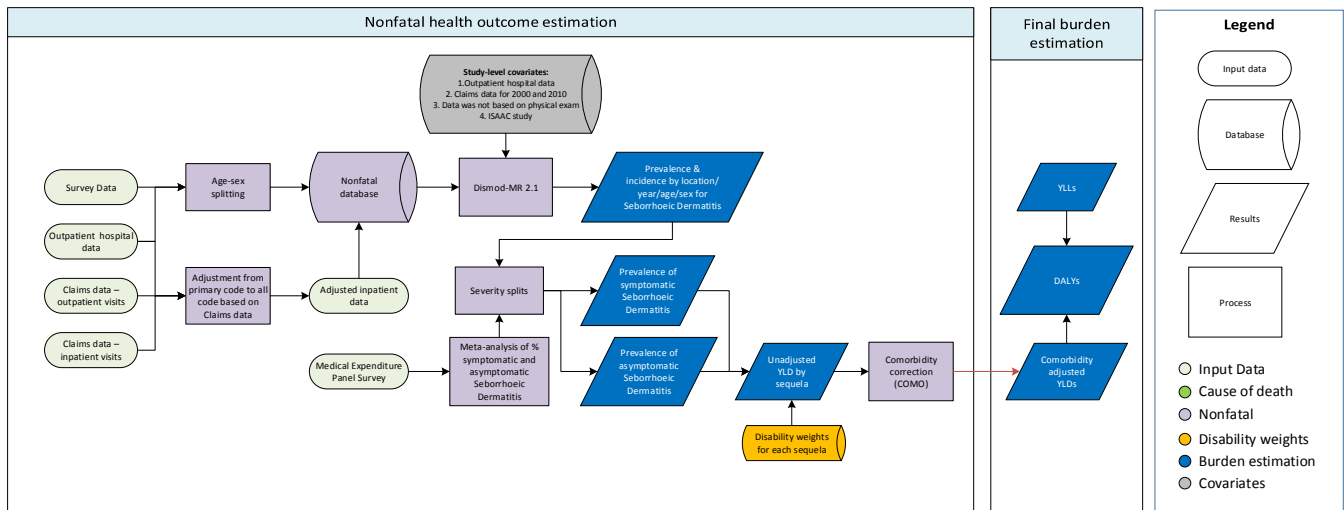 Nonfatal health outcome estimation
Final burden
estimation
Legend
Study-level covariates:
1.Outpatient hospital data
2. Claims data for 2000 and 2010
3. Data was not based on physical exam
4. ISAAC study
Input data
Database
Results
Process
Survey Data
Age-sex
splitting
Nonfatal
database
Dismod-MR 2.1
Prevalence &
incidence by location/
year/age/sex for
Seborrhoeic Dermatitis
YLLs
Outpatient hospital
data
Claims data –
outpatient visits
Adjustment from
primary code to all
code based on
Claims data
Adjusted inpatient
data
Severity splits
Prevalence of
symptomatic
Seborrhoeic
Dermatitis
DALYs
Claims data –
inpatient visits
Medical Expenditure
Panel Survey
Meta-analysis of %
symptomatic and
asymptomatic
Seborrhoeic
Dermatitis
Prevalence of
asymptomatic
Seborrhoeic
Dermatitis
Unadjusted
YLD by
sequela
Comorbidity
correction
(COMO)
Comorbidity
adjusted
YLDs
Disability weights
for each sequela
Input Data
Cause of death
Nonfatal
Disability weights
Burden estimation
Covariates